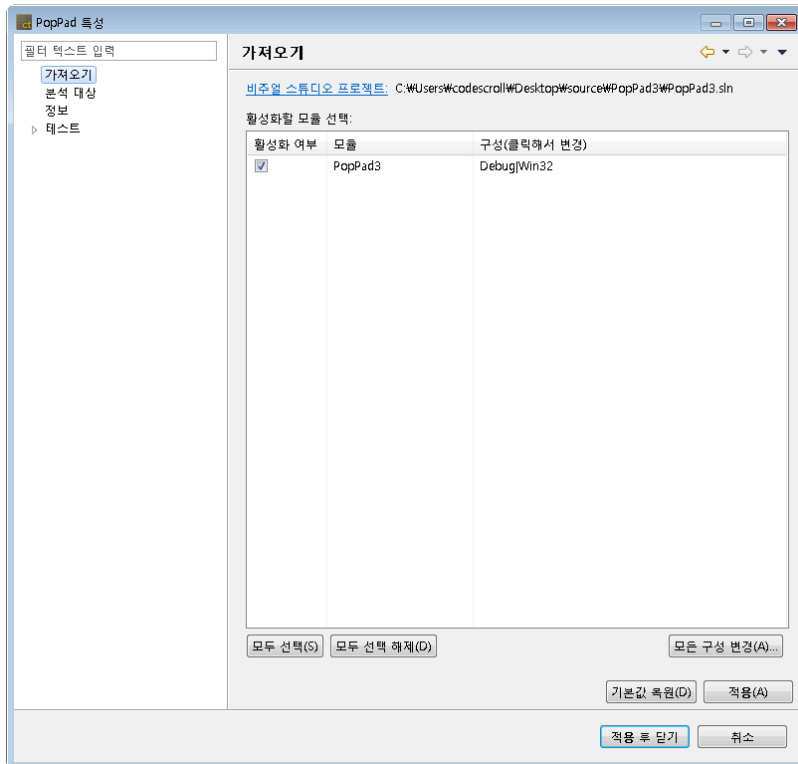 ct PopPad 특성
필터 텍스트 입력
가져오기
분석 대상
정보
테스트
가져오기
비주얼 스튜디오 프로젝트: C:₩Users₩codescroll₩Desktop₩source₩PopPad3₩PopPad3.sln
활성화할 모듈 선택:
활성화 여부 모듈 구성(클릭해서 변경)
PopPad3 Debug|Win32
모두 선택(S) 모두 선택 해제(D) 모든 구성 변경(A)...
기본값 복원(D) 적용(A)
적용 후 닫기 취소